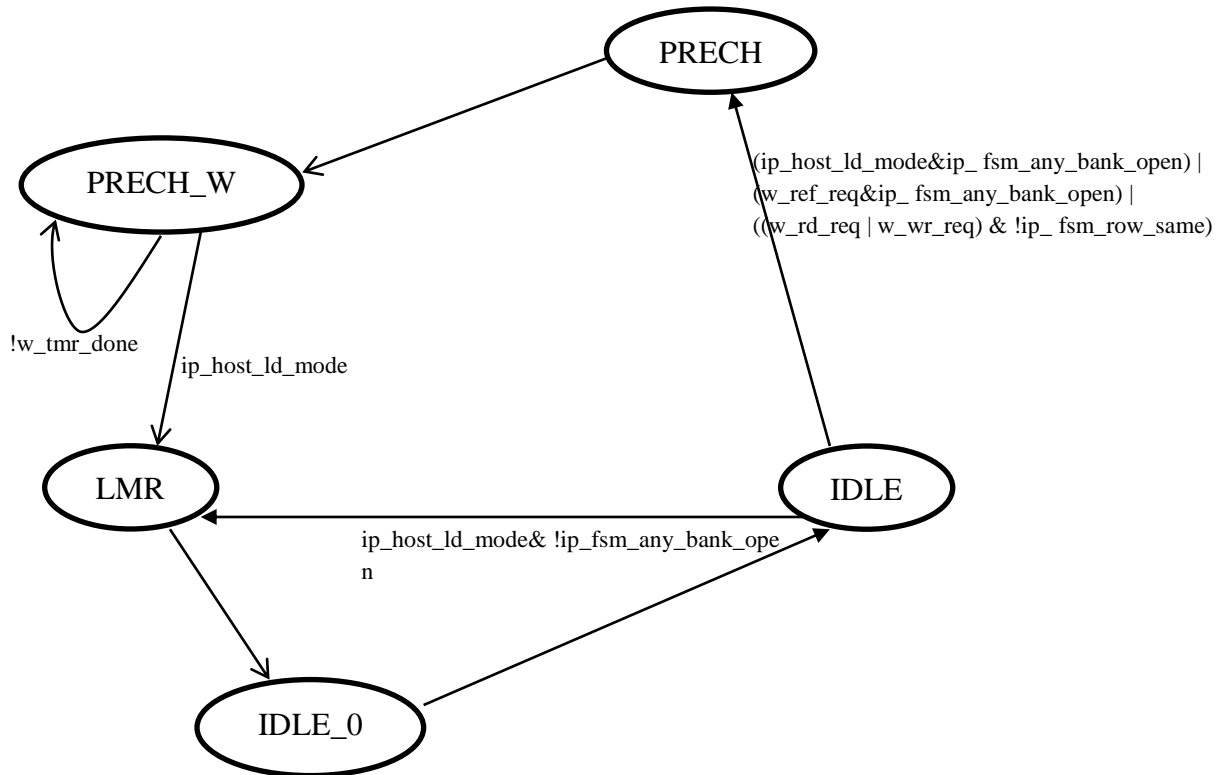 PRECH
(ip_host_ld_mode&ip_ fsm_any_bank_open) |
(w_ref_req&ip_ fsm_any_bank_open) |
((w_rd_req | w_wr_req) & !ip_ fsm_row_same)
PRECH_W
!w_tmr_done
ip_host_ld_mode
LMR
IDLE
ip_host_ld_mode& !ip_fsm_any_bank_ope
n
IDLE_0